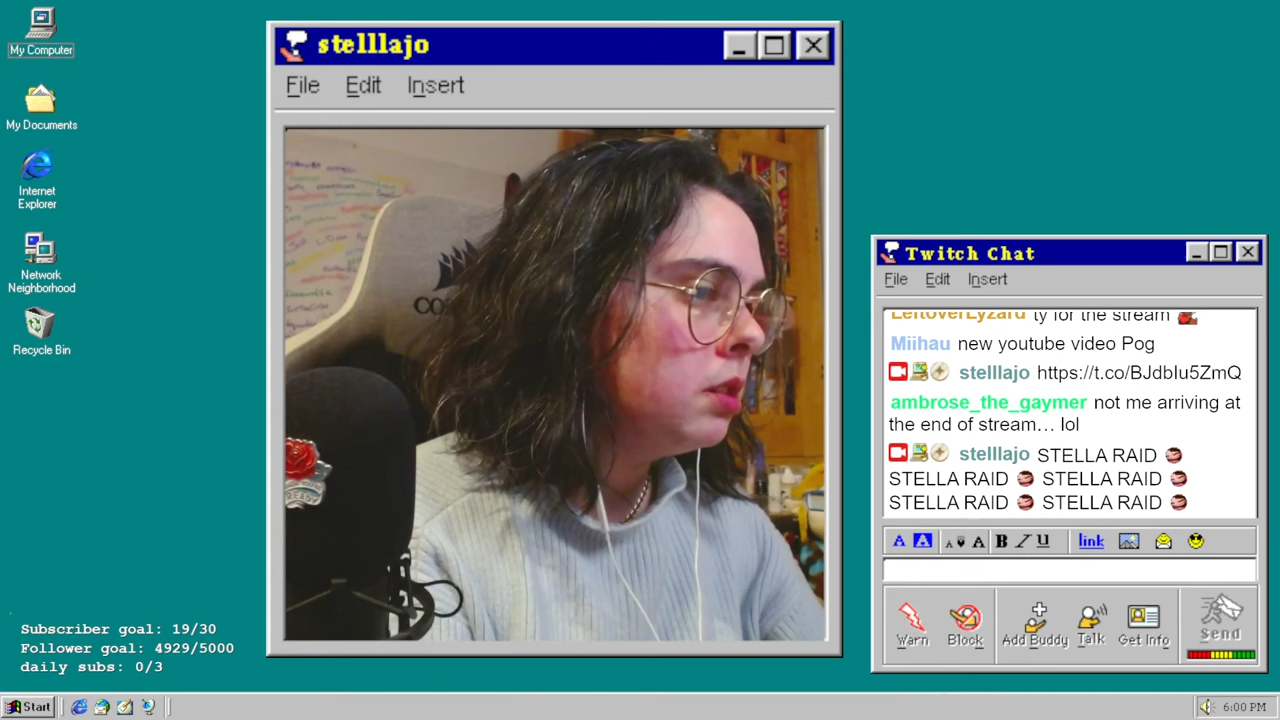 My Computer
My Documents
Internet
Explorer
Network
Neighborhood
Recycle Bin
Subscriber goal: 19/30
Follower goal: 4929/5000
daily subs: 0/3
stelllajo
File Edit Insert
READY
Twitch Chat
File Edit Insert
LeftoverLyzard ty for the stream
Miihau new youtube video Pog
stelllajo https://t.co/BJdbIu5ZmQ
ambrose_the_gaymer not me arriving at
the end of stream... lol
stelllajo STELLA RAID
STELLA RAID STELLA RAID
STELLA RAID STELLA RAID
A A A A B I U link
Warn Block Add Buddy Talk Get Info Send
Start 6:00 PM